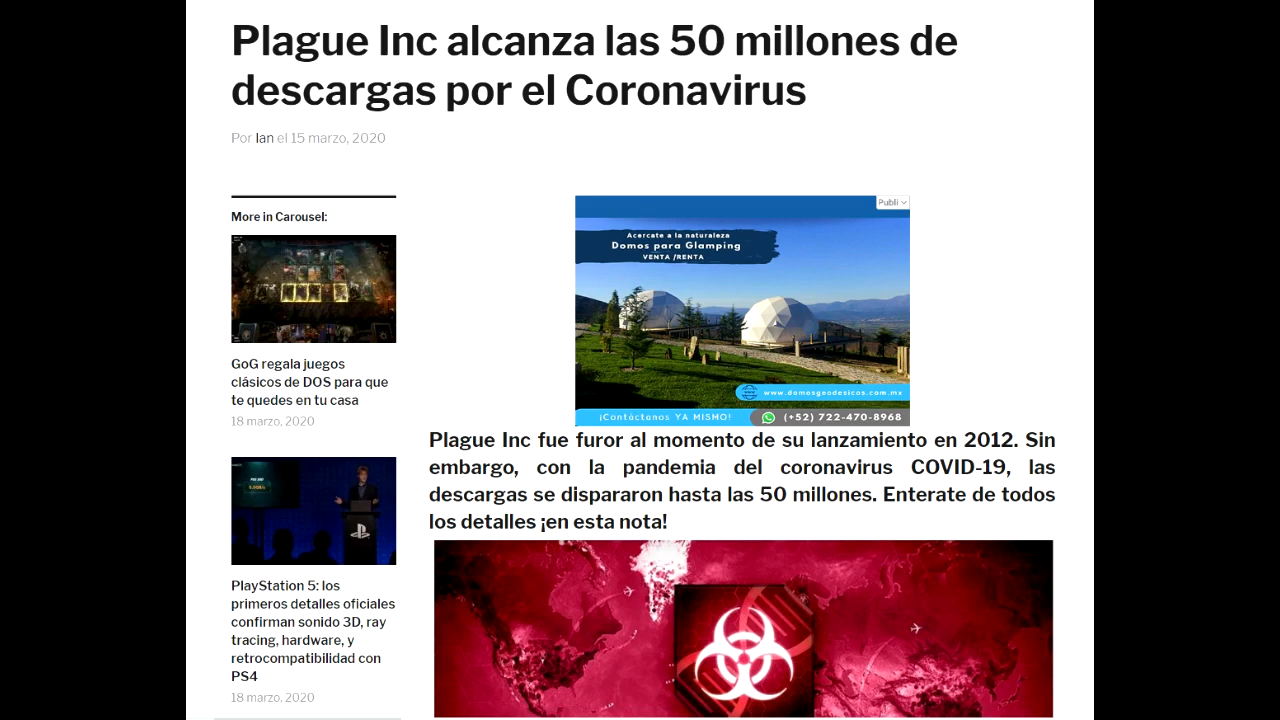 Plague Inc alcanza las 50 millones de
descargas por el Coronavirus
Por Ian el 15 marzo, 2020
More in Carousel:
GoG regala juegos
clásicos de DOS para que
te quedes en tu casa
18 marzo, 2020
PlayStation 5: los
primeros detalles oficiales
confirman sonido 3D, ray
tracing, hardware, y
retrocompatibilidad con
PS4
18 marzo, 2020
Publi
Acercate a la naturaleza
Domos para Glamping
VENTA /RENTA
www.domosgeodesicos.com.mx
¡Contáctanos YA MISMO!
(+52) 722-470-8968
Plague Inc fue furor al momento de su lanzamiento en 2012. Sin
embargo, con la pandemia del coronavirus COVID-19, las
descargas se dispararon hasta las 50 millones. Enterate de todos
los detalles ¡en esta nota!